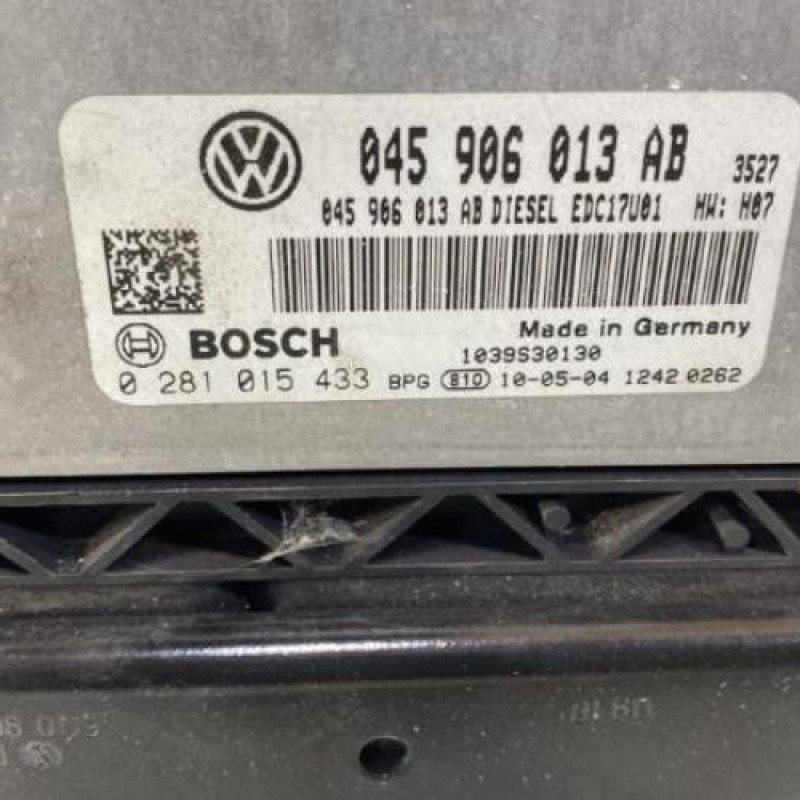 045 906 013 AB 3527
045 906 013 AB DIESEL EDC17U01 HW: H07
Made in Germany
BOSCH 1039S30130
0 281 015 433 BPG 810 10-05-04 1242 0262